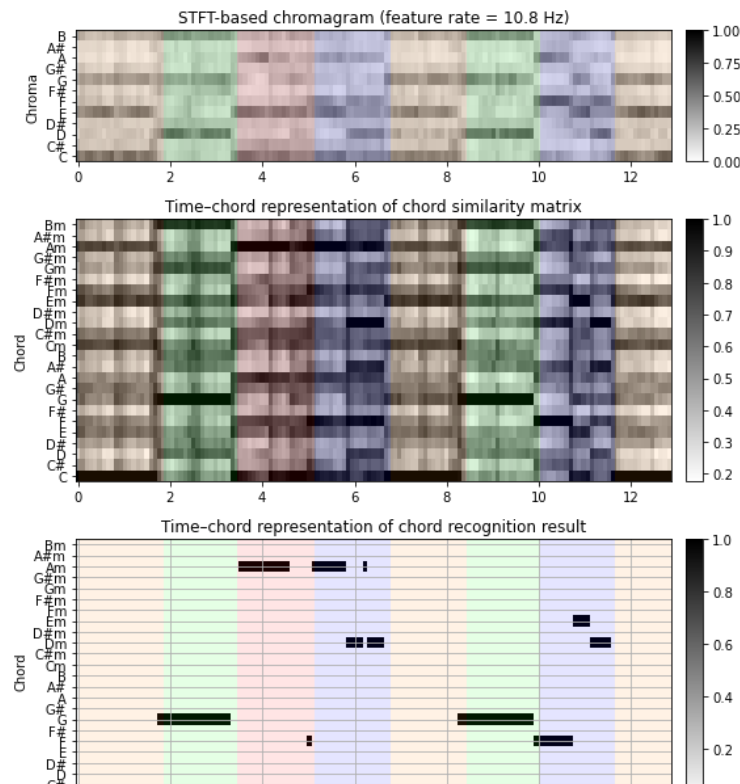 STFT-based chromagram (feature rate = 10.8 Hz)
Chroma
B
A#
A
G#
G
F#
F
E
D#
D
C#
C
0 2 4 6 8 10 12
1.00
0.75
0.50
0.25
0.00
Time–chord representation of chord similarity matrix
Chord
Bm
A#m
Am
G#m
Gm
F#m
Fm
Em
D#m
Dm
C#m
Cm
B
A#
A
G#
G
F#
F
E
D#
D
C#
C
0 2 4 6 8 10 12
1.0
0.9
0.8
0.7
0.6
0.5
0.4
0.3
0.2
Time–chord representation of chord recognition result
Chord
Bm
A#m
Am
G#m
Gm
F#m
Fm
Em
D#m
Dm
C#m
Cm
B
A#
A
G#
G
F#
F
E
D#
D
1.0
0.8
0.6
0.4
0.2